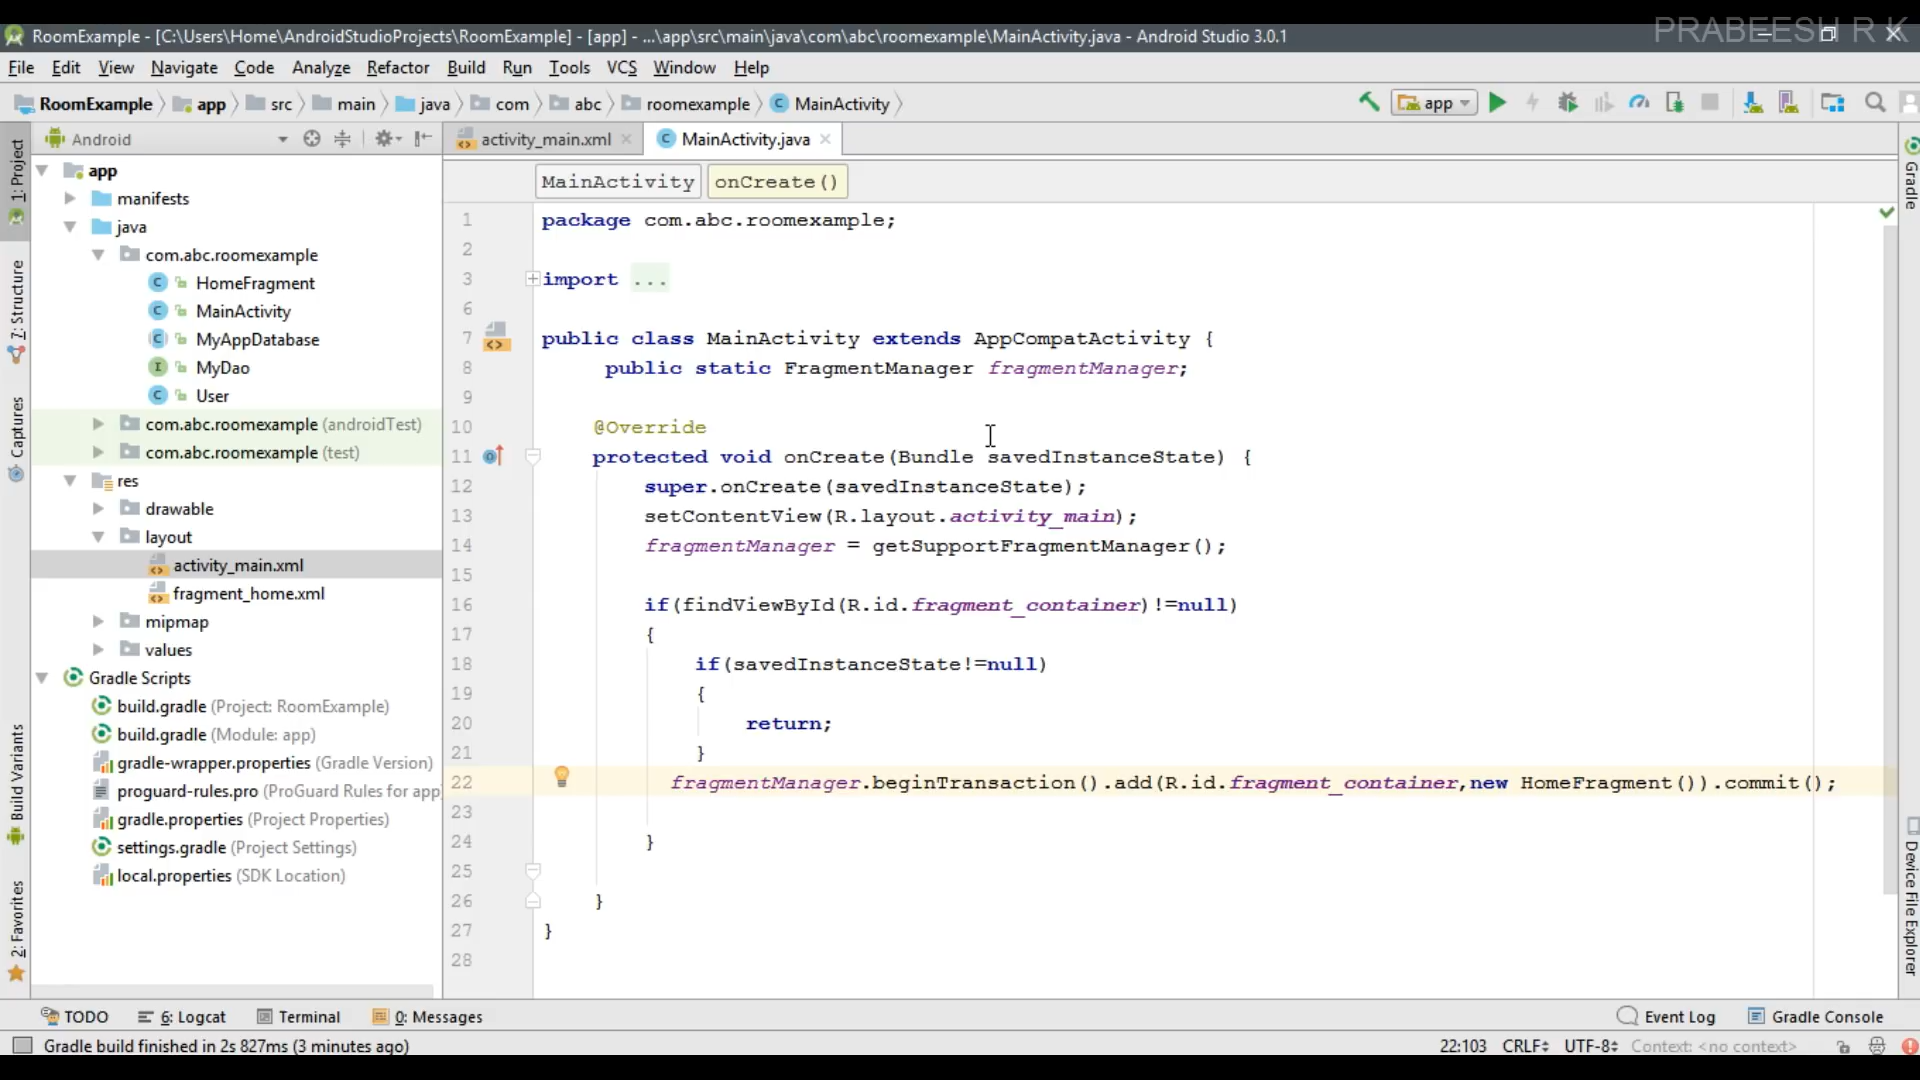 PRABEESH R K
RoomExample - [C:\Users\Home\AndroidStudioProjects\RoomExample] - [app] - ...\app\src\main\java\com\abc\roomexample\MainActivity.java - Android Studio 3.0.1
File Edit View Navigate Code Analyze Refactor Build Run Tools VCS Window Help
RoomExample app src main java com abc roomexample MainActivity app
Android
activity_main.xml MainActivity.java
1: Project
7: Structure
Captures
Build Variants
2: Favorites
app
manifests
java
com.abc.roomexample
HomeFragment
MainActivity
MyAppDatabase
MyDao
User
com.abc.roomexample (androidTest)
com.abc.roomexample (test)
res
drawable
layout
activity_main.xml
fragment_home.xml
mipmap
values
Gradle Scripts
build.gradle (Project: RoomExample)
build.gradle (Module: app)
gradle-wrapper.properties (Gradle Version)
proguard-rules.pro (ProGuard Rules for app
gradle.properties (Project Properties)
settings.gradle (Project Settings)
local.properties (SDK Location)
MainActivity onCreate()
1 package com.abc.roomexample;
2
3 import ...
6
7 public class MainActivity extends AppCompatActivity {
8 public static FragmentManager fragmentManager;
9
10 @Override
11 protected void onCreate(Bundle savedInstanceState) {
12 super.onCreate(savedInstanceState);
13 setContentView(R.layout.activity_main);
14 fragmentManager = getSupportFragmentManager();
15
16 if(findViewById(R.id.fragment_container)!=null)
17 {
18 if(savedInstanceState!=null)
19 {
20 return;
21 }
22 fragmentManager.beginTransaction().add(R.id.fragment_container,new HomeFragment()).commit();
23
24 }
25
26 }
27 }
28
Gradle
Device File Explorer
TODO 6: Logcat Terminal 0: Messages Event Log Gradle Console
Gradle build finished in 2s 827ms (3 minutes ago) 22:103 CRLF UTF-8 Context: <no context>